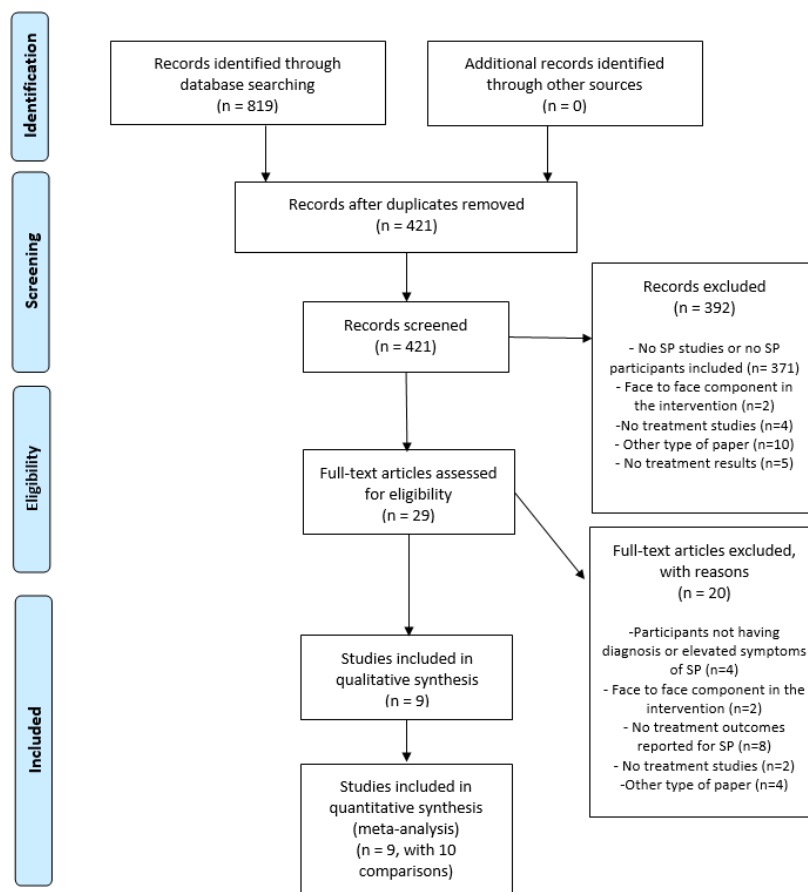 Identification
Records identified through
database searching
(n = 819)
Additional records identified
through other sources
(n = 0)
Screening
Records after duplicates removed
(n = 421)
Records screened
(n = 421)
Records excluded
(n = 392)
- No SP studies or no SP
participants included (n= 371)
- Face to face component in
the intervention (n=2)
-No treatment studies (n=4)
- Other type of paper (n=10)
- No treatment results (n=5)
Eligibility
Full-text articles assessed
for eligibility
(n = 29)
Full-text articles excluded,
with reasons
(n = 20)
-Participants not having
diagnosis or elevated symptoms
of SP (n=4)
- Face to face component in the
intervention (n=2)
- No treatment outcomes
reported for SP (n=8)
- No treatment studies (n=2)
-Other type of paper (n=4)
Included
Studies included in
qualitative synthesis
(n = 9)
Studies included in
quantitative synthesis
(meta-analysis)
(n = 9, with 10
comparisons)